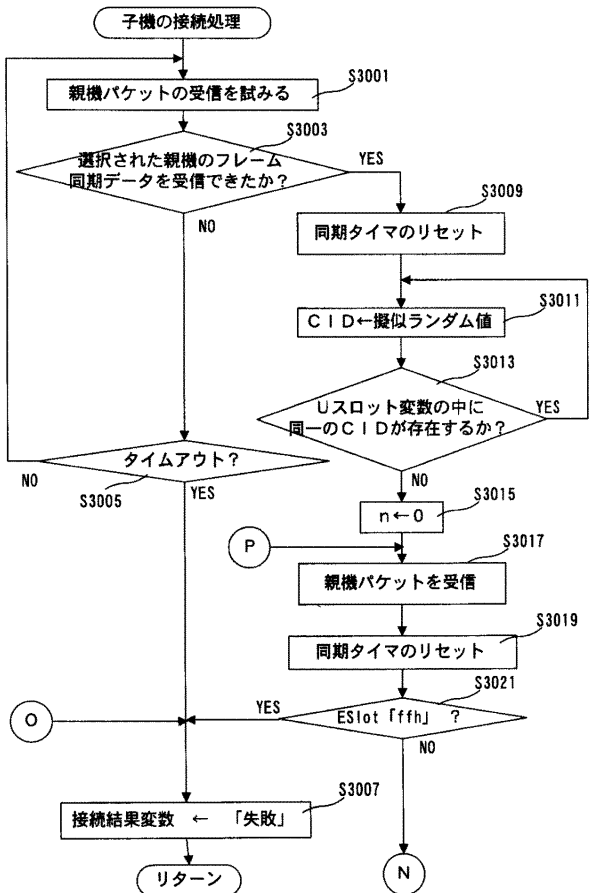 子機の接続処理
S3001
親機パケットの受信を試みる
S3003
選択された親機のフレーム
同期データを受信できたか？
YES
NO
S3009
同期タイマのリセット
S3011
ＣＩＤ←擬似ランダム値
S3013
Ｕスロット変数の中に
同一のＣＩＤが存在するか？
YES
NO
タイムアウト？
NO
S3005
YES
S3015
n←0
P
S3017
親機パケットを受信
S3019
同期タイマのリセット
S3021
ESlot「ffh」 ？
YES
NO
O
S3007
接続結果変数 ← 「失敗」
リターン
N